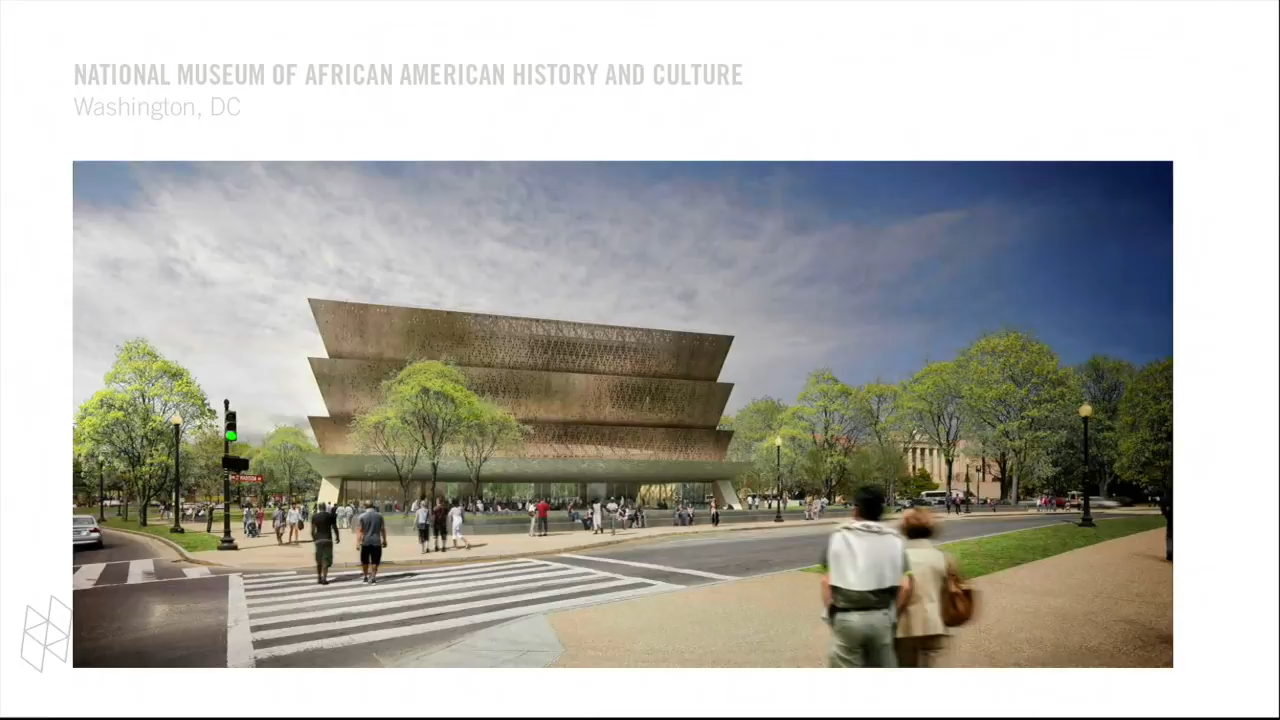 NATIONAL MUSEUM OF AFRICAN AMERICAN HISTORY AND CULTURE
Washington, DC